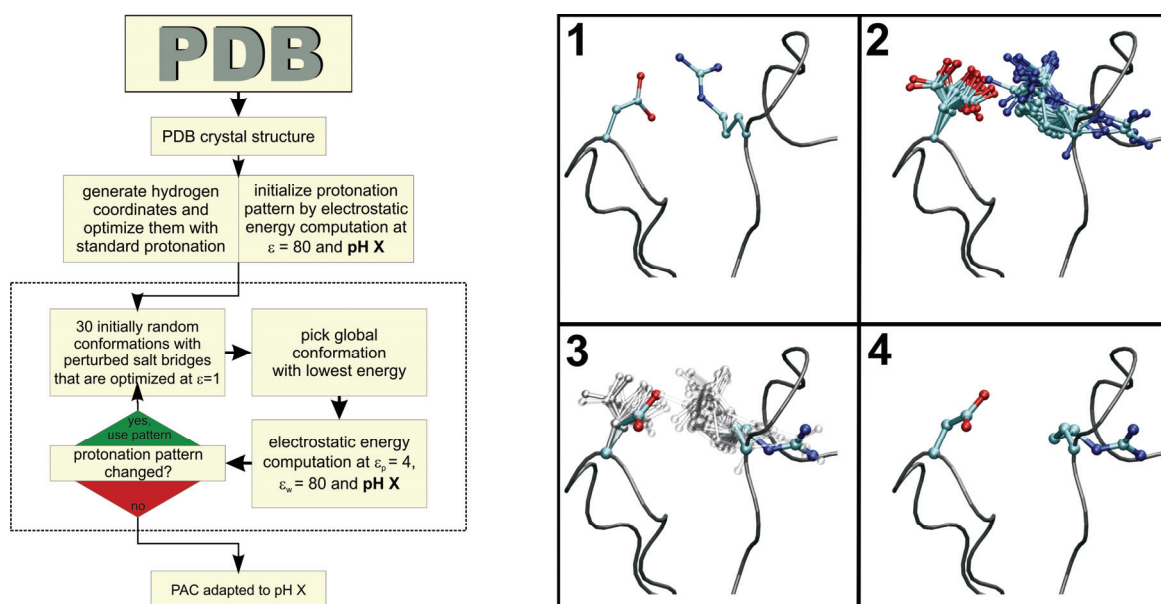 PDB
PDB crystal structure
generate hydrogen
coordinates and
optimize them with
standard protonation
initialize protonation
pattern by electrostatic
energy computation at
ε = 80 and pH X
30 initially random
conformations with
perturbed salt bridges
that are optimized at ε=1
pick global
conformation
with lowest energy
yes,
use pattern
protonation pattern
changed?
no
electrostatic energy
computation at εₚ = 4,
ε_w = 80 and pH X
PAC adapted to pH X
1
2
3
4